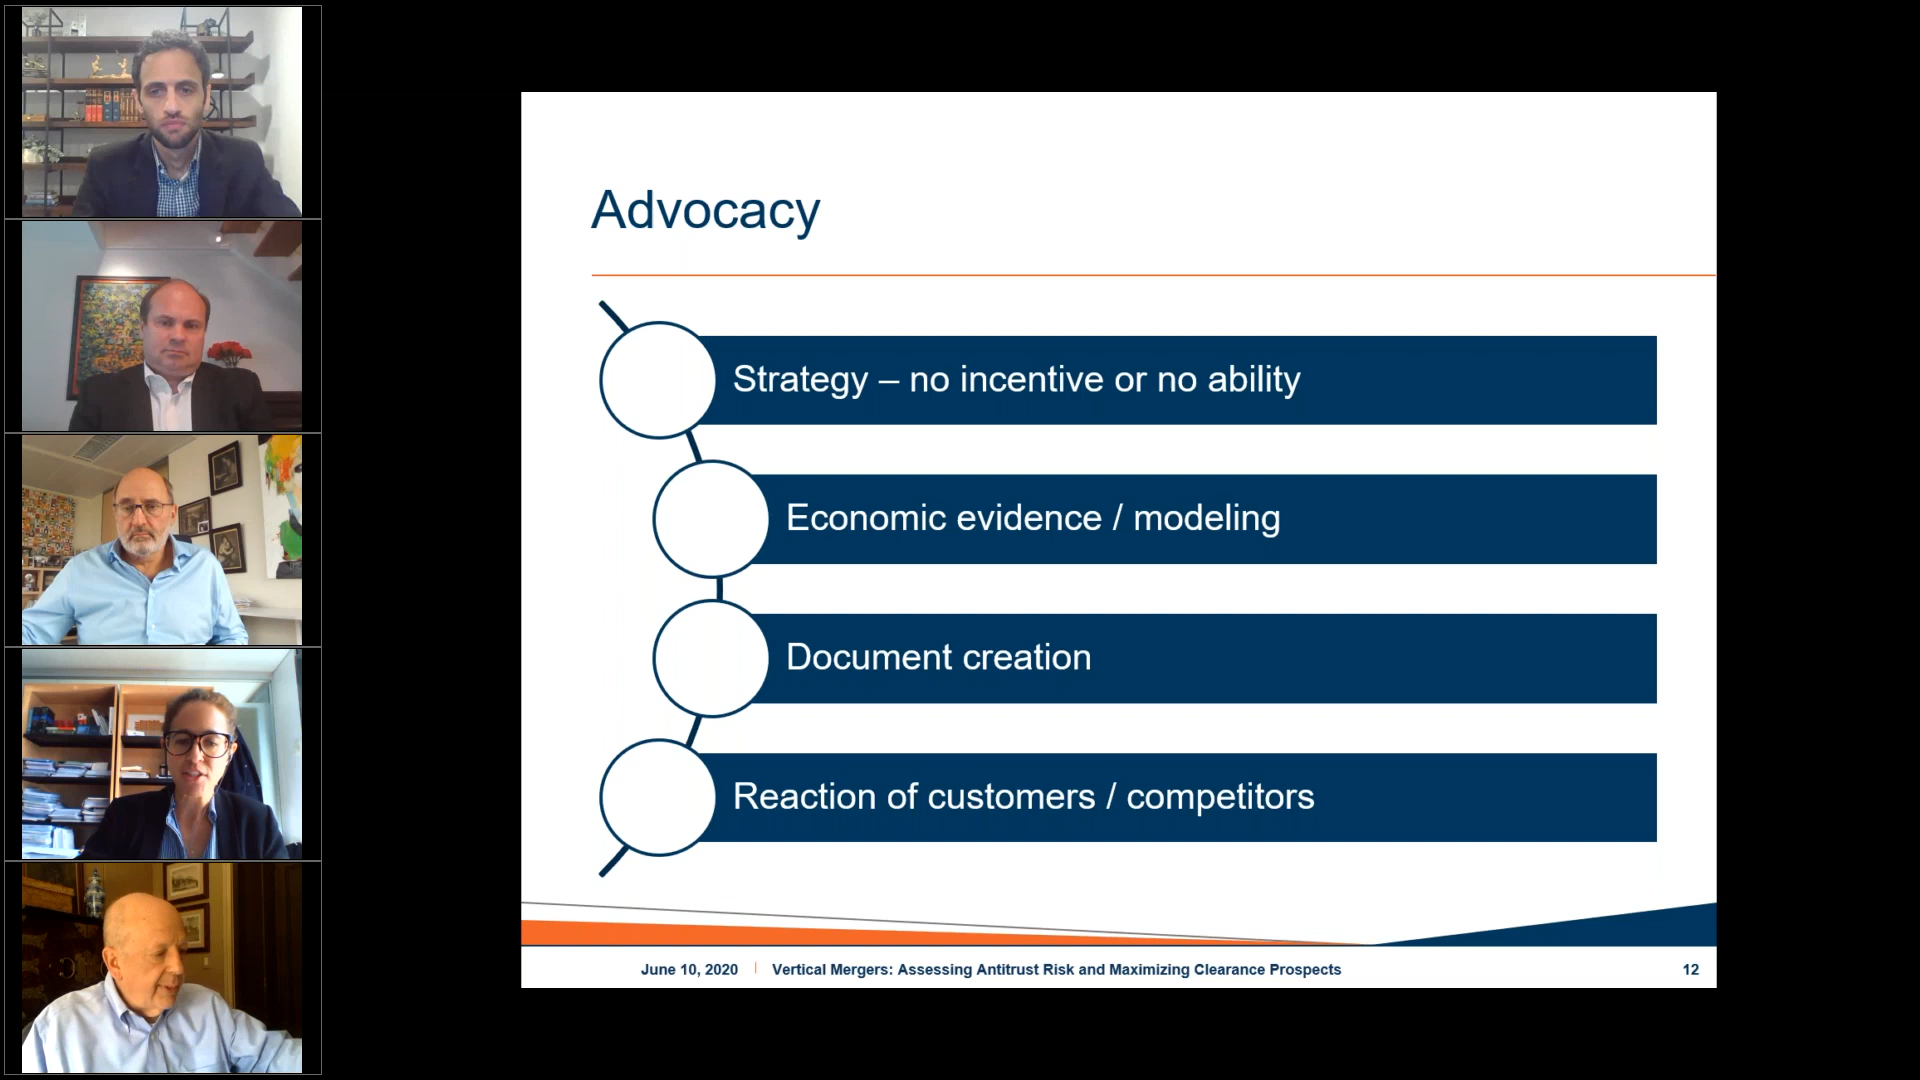 Advocacy
Strategy – no incentive or no ability
Economic evidence / modeling
Document creation
Reaction of customers / competitors
June 10, 2020 | Vertical Mergers: Assessing Antitrust Risk and Maximizing Clearance Prospects 12